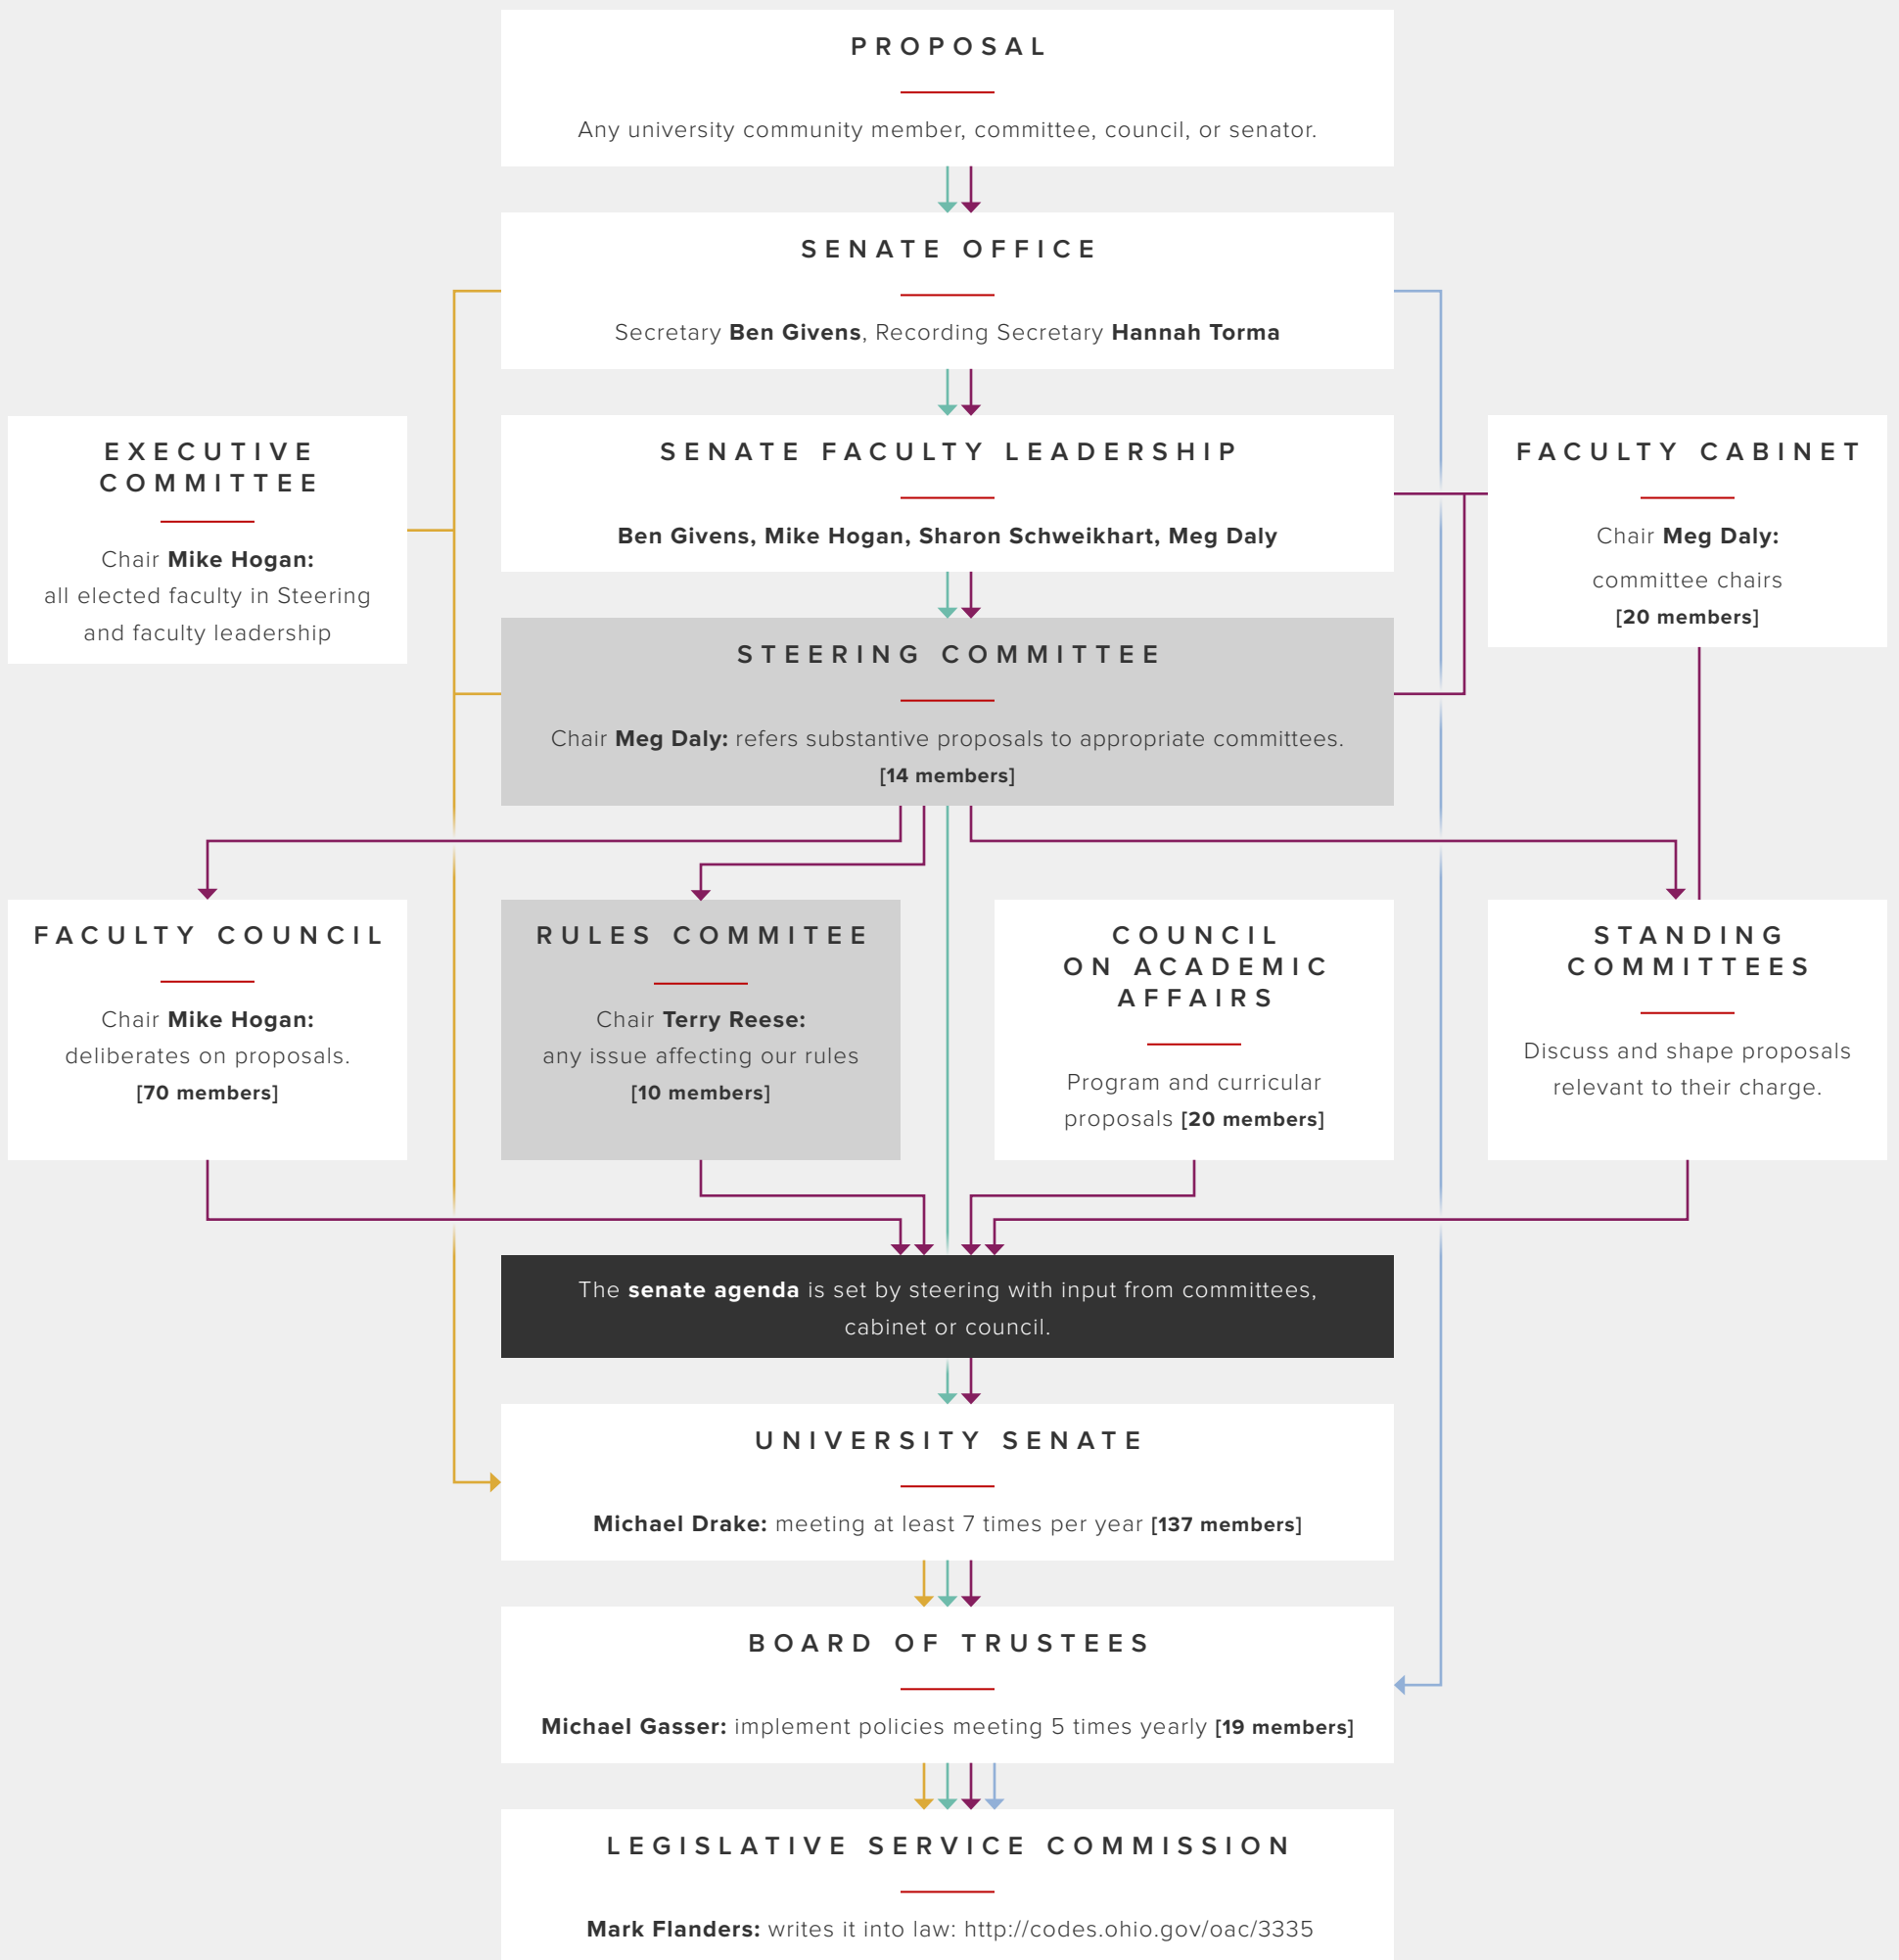 PROPOSAL
Any university community member, committee, council, or senator.
SENATE OFFICE
Secretary Ben Givens, Recording Secretary Hannah Torma
EXECUTIVE
COMMITTEE
Chair Mike Hogan:
all elected faculty in Steering
and faculty leadership
SENATE FACULTY LEADERSHIP
Ben Givens, Mike Hogan, Sharon Schweikhart, Meg Daly
FACULTY CABINET
Chair Meg Daly:
committee chairs
[20 members]
STEERING COMMITTEE
Chair Meg Daly: refers substantive proposals to appropriate committees.
[14 members]
FACULTY COUNCIL
Chair Mike Hogan:
deliberates on proposals.
[70 members]
RULES COMMITEE
Chair Terry Reese:
any issue affecting our rules
[10 members]
COUNCIL
ON ACADEMIC
AFFAIRS
Program and curricular
proposals [20 members]
STANDING
COMMITTEES
Discuss and shape proposals
relevant to their charge.
The senate agenda is set by steering with input from committees,
cabinet or council.
UNIVERSITY SENATE
Michael Drake: meeting at least 7 times per year [137 members]
BOARD OF TRUSTEES
Michael Gasser: implement policies meeting 5 times yearly [19 members]
LEGISLATIVE SERVICE COMMISSION
Mark Flanders: writes it into law: http://codes.ohio.gov/oac/3335